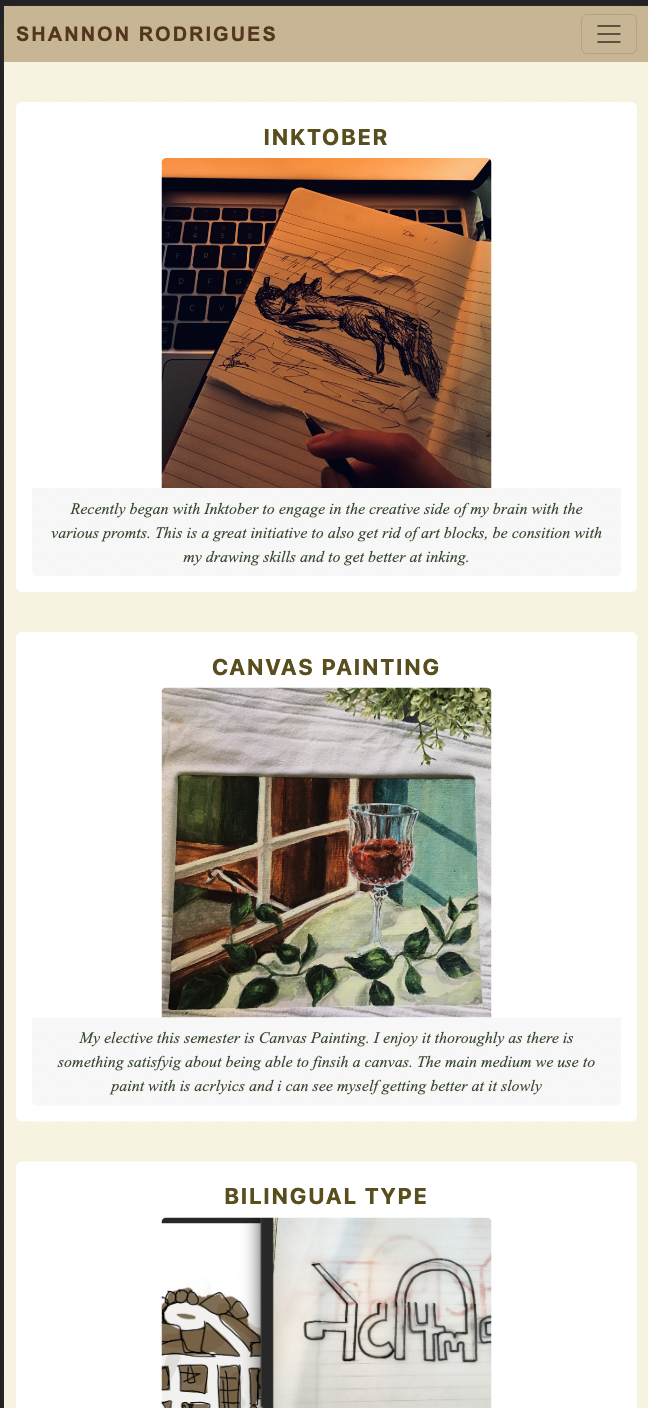 SHANNON RODRIGUES
INKTOBER
Recently began with Inktober to engage in the creative side of my brain with the
various promts. This is a great initiative to also get rid of art blocks, be consition with
my drawing skills and to get better at inking.
CANVAS PAINTING
My elective this semester is Canvas Painting. I enjoy it thoroughly as there is
something satisfyig about being able to finsih a canvas. The main medium we use to
paint with is acrlyics and i can see myself getting better at it slowly
BILINGUAL TYPE